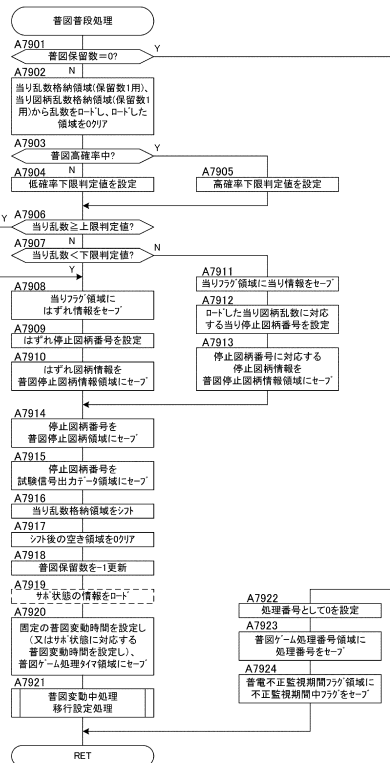 普図普段処理
A7901
普図保留数=0?
Y
N
A7902
当り乱数格納領域(保留数1用)、
当り図柄乱数格納領域(保留数1
用)から乱数をﾛｰﾄﾞし、ﾛｰﾄﾞした
領域を0ｸﾘｱ
A7903
普図高確率中?
Y
N
A7904
低確率下限判定値を設定
A7905
高確率下限判定値を設定
A7906
Y
当り乱数≧上限判定値?
N
A7907
当り乱数<下限判定値?
N
Y
A7908
当りﾌﾗｸﾞ領域に
はずれ情報をｾｰﾌﾞ
A7909
はずれ停止図柄番号を設定
A7910
はずれ図柄情報を
普図停止図柄情報領域にｾｰﾌﾞ
A7911
当りﾌﾗｸﾞ領域に当り情報をｾｰﾌﾞ
A7912
ﾛｰﾄﾞした当り図柄乱数に対応
する当り停止図柄番号を設定
A7913
停止図柄番号に対応する
停止図柄情報を
普図停止図柄情報領域にｾｰﾌﾞ
A7914
停止図柄番号を
普図停止図柄領域にｾｰﾌﾞ
A7915
停止図柄番号を
試験信号出力ﾃﾞｰﾀ領域にｾｰﾌﾞ
A7916
当り乱数格納領域をｼﾌﾄ
A7917
ｼﾌﾄ後の空き領域を0ｸﾘｱ
A7918
普図保留数を-1更新
A7919
ｻﾎﾟ状態の情報をﾛｰﾄﾞ
A7920
固定の普図変動時間を設定し
(又はｻﾎﾟ状態に対応する
普図変動時間を設定し)、
普図ｹﾞｰﾑ処理ﾀｲﾏ領域にｾｰﾌﾞ
A7921
普図変動中処理
移行設定処理
A7922
処理番号として0を設定
A7923
普図ｹﾞｰﾑ処理番号領域に
処理番号をｾｰﾌﾞ
A7924
普電不正監視期間ﾌﾗｸﾞ領域に
不正監視期間中ﾌﾗｸﾞをｾｰﾌﾞ
RET